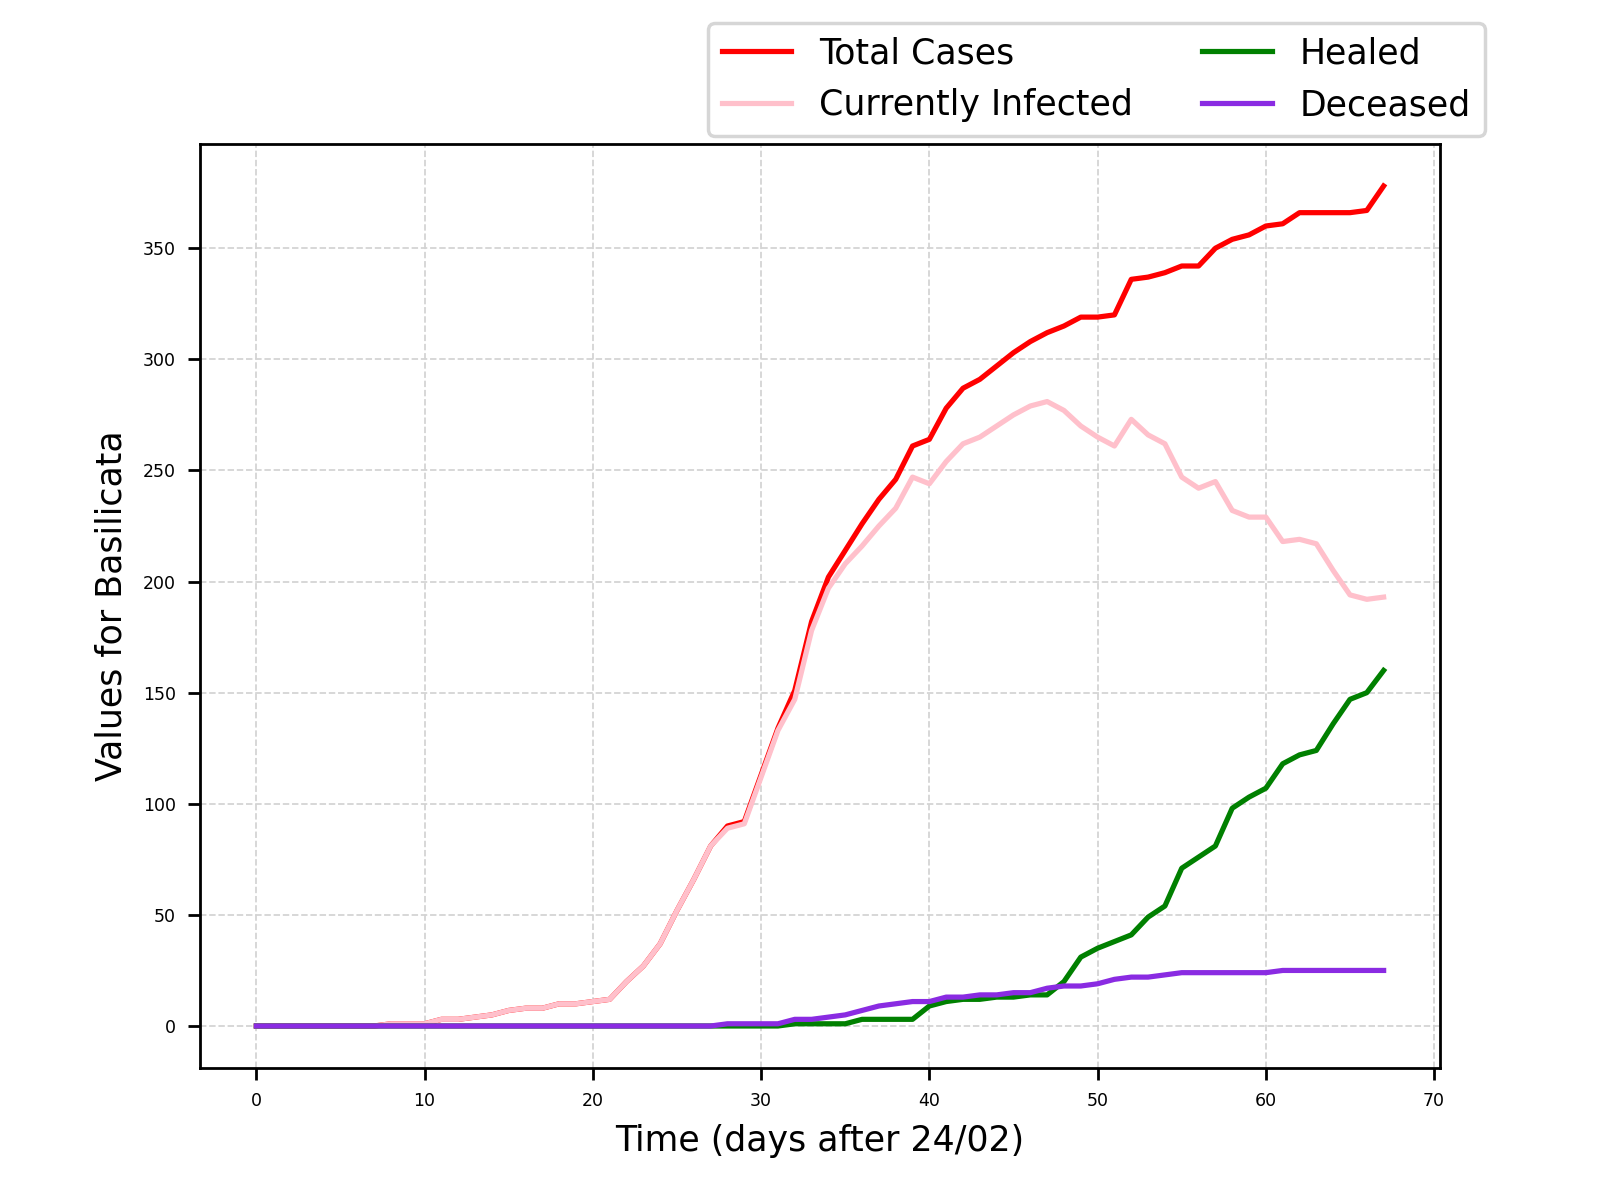 Total Cases
Currently Infected
Healed
Deceased
Values for Basilicata
350
300
250
200
150
100
50
0
0 10 20 30 40 50 60 70
Time (days after 24/02)